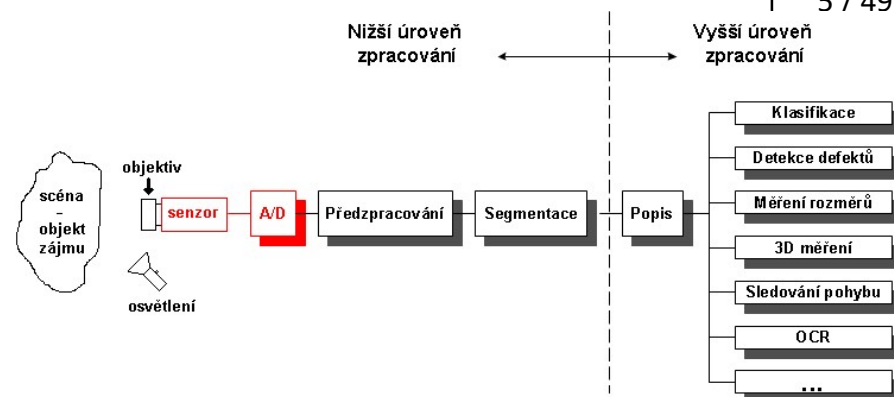 5 / 49
Nižší úroveň
zpracování
Vyšší úroveň
zpracování
scéna
–
objekt
zájmu
objektiv
osvětlení
senzor
A/D
Předzpracování
Segmentace
Popis
Klasifikace
Detekce defektů
Měření rozměrů
3D měření
Sledování pohybu
OCR
...